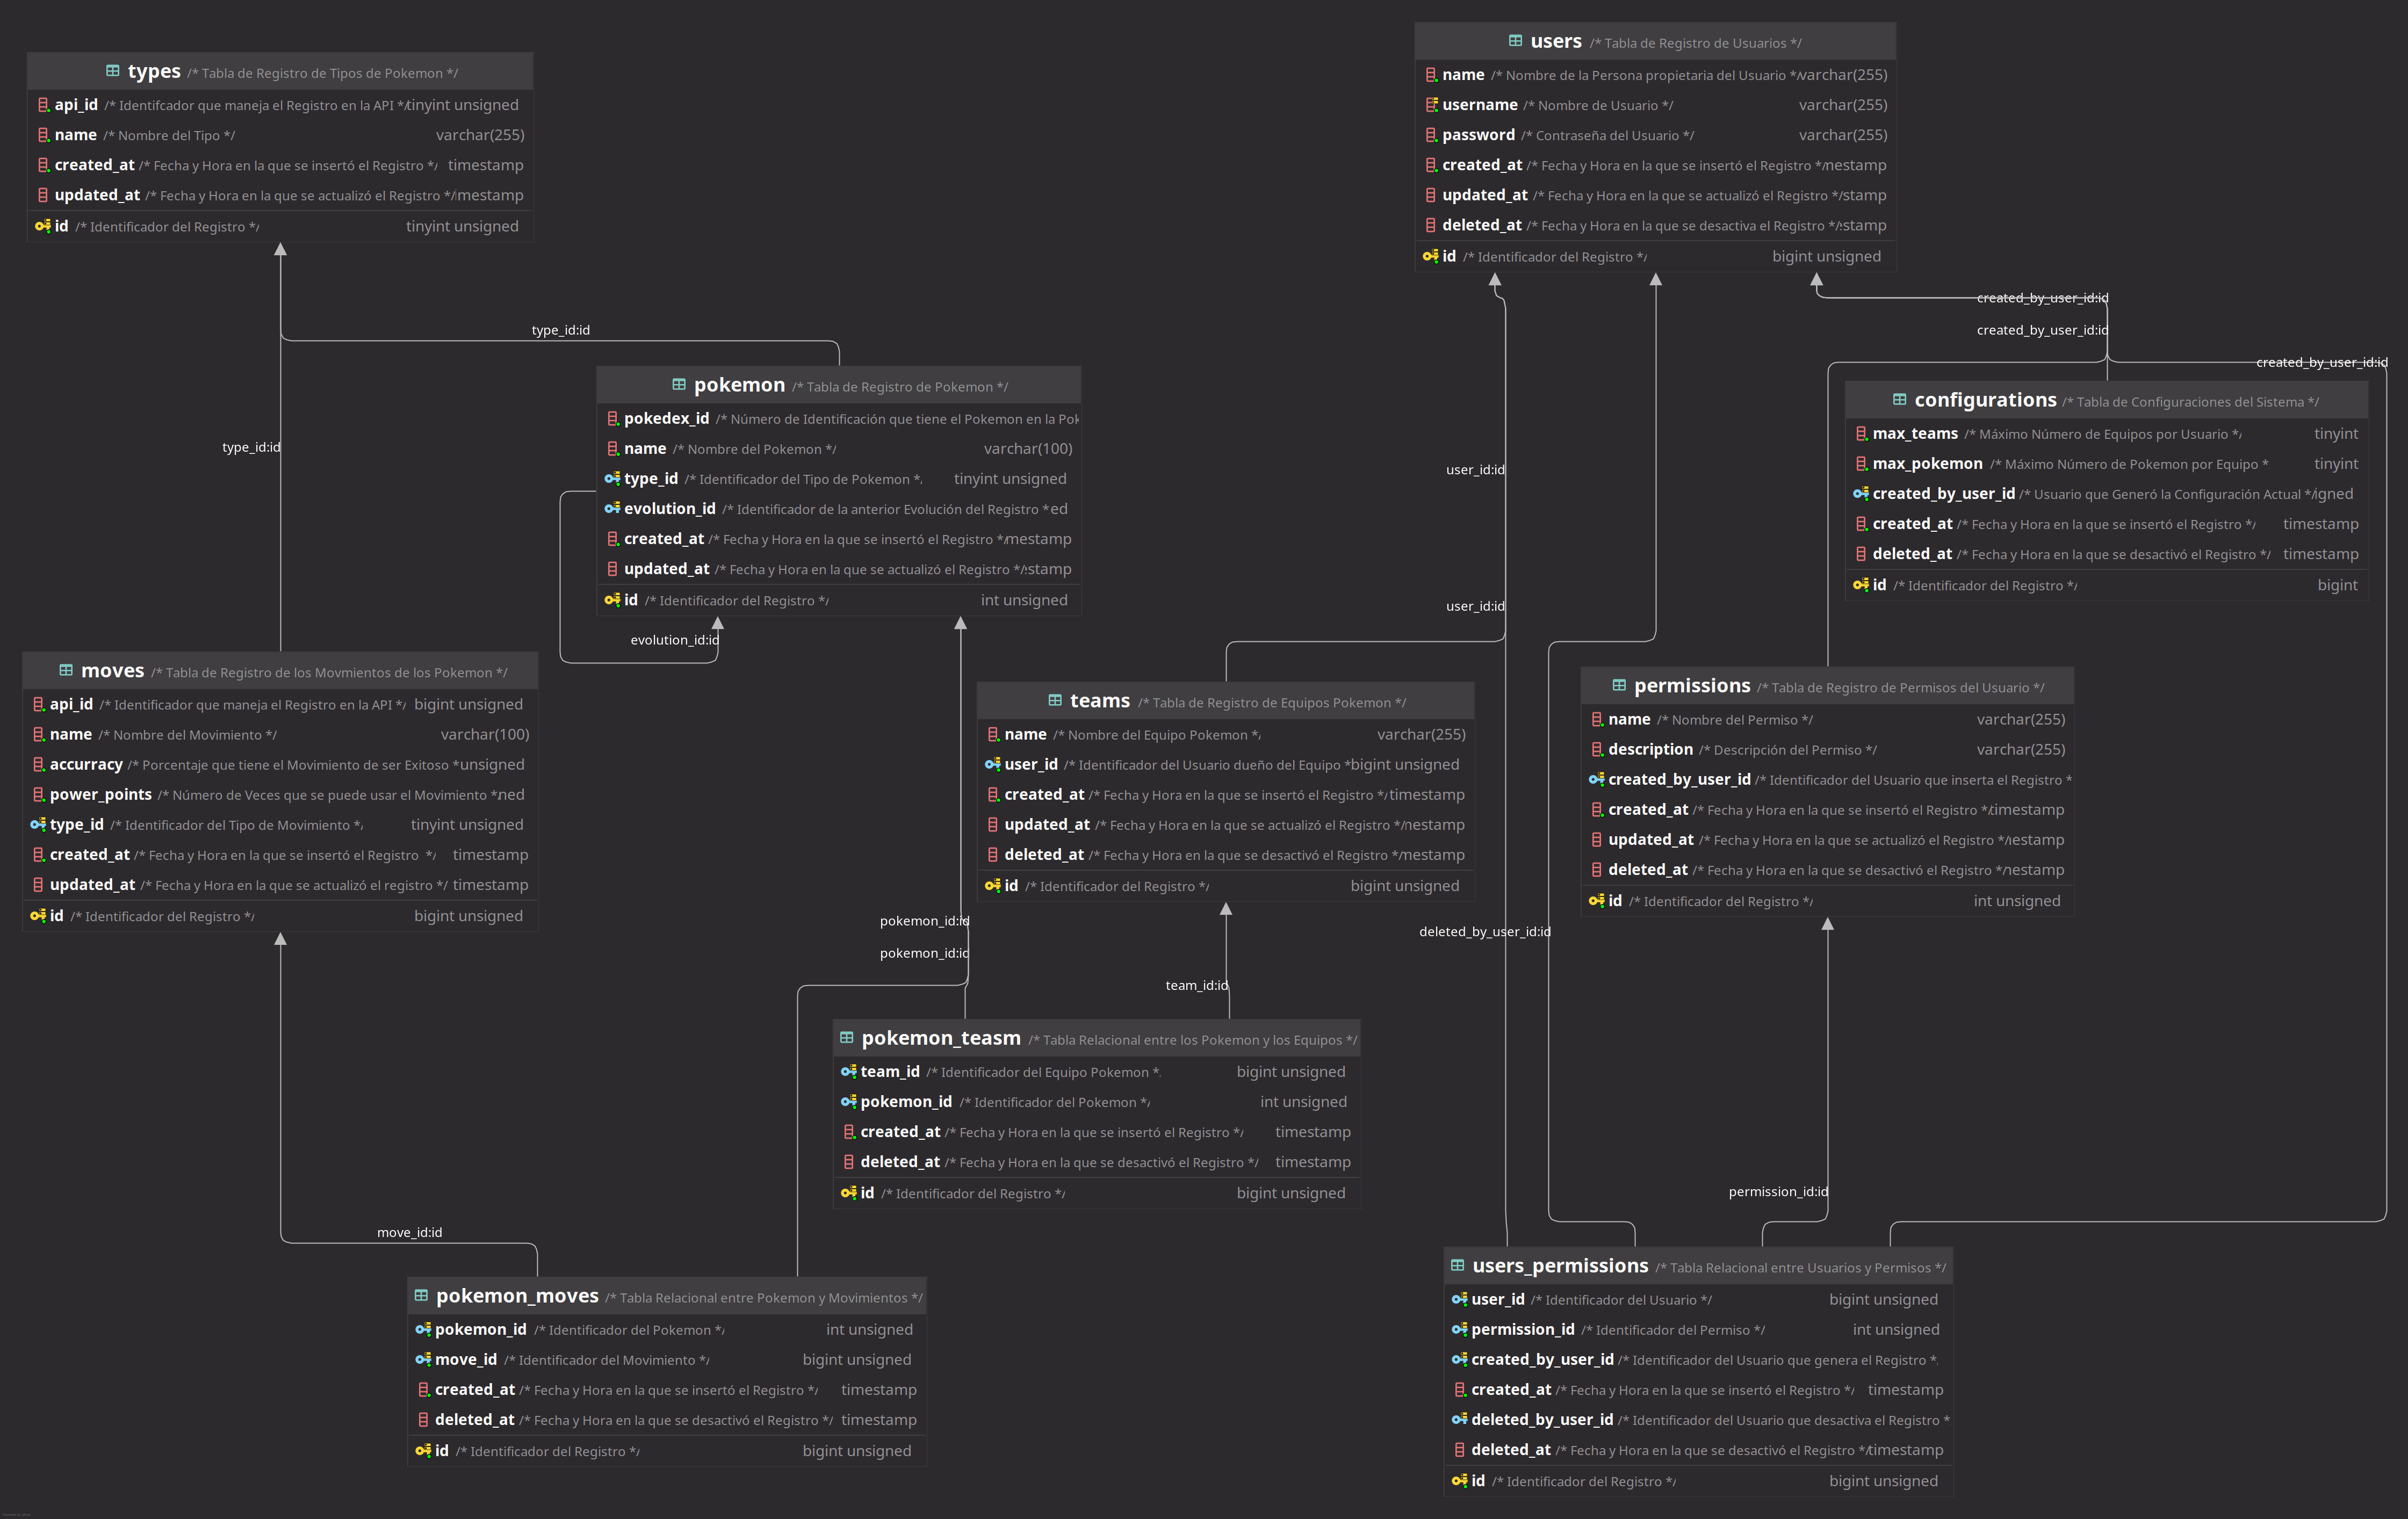 types /* Tabla de Registro de Tipos de Pokemon */
api_id /* Identifcador que maneja el Registro en la API */ tinyint unsigned
name /* Nombre del Tipo */ varchar(255)
created_at /* Fecha y Hora en la que se insertó el Registro */ timestamp
updated_at /* Fecha y Hora en la que se actualizó el Registro */ mestamp
id /* Identificador del Registro */ tinyint unsigned
users /* Tabla de Registro de Usuarios */
name /* Nombre de la Persona propietaria del Usuario */ varchar(255)
username /* Nombre de Usuario */ varchar(255)
password /* Contraseña del Usuario */ varchar(255)
created_at /* Fecha y Hora en la que se insertó el Registro */ nestamp
updated_at /* Fecha y Hora en la que se actualizó el Registro */ stamp
deleted_at /* Fecha y Hora en la que se desactiva el Registro */ stamp
id /* Identificador del Registro */ bigint unsigned
created_by_user_id:id
created_by_user_id:id
created_by_user_id:id
type_id:id
type_id:id
pokemon /* Tabla de Registro de Pokemon */
pokedex_id /* Número de Identificación que tiene el Pokemon en la Pok
name /* Nombre del Pokemon */ varchar(100)
type_id /* Identificador del Tipo de Pokemon *. tinyint unsigned
evolution_id /* Identificador de la anterior Evolución del Registro * ed
created_at /* Fecha y Hora en la que se insertó el Registro */ mestamp
updated_at /* Fecha y Hora en la que se actualizó el Registro */ stamp
id /* Identificador del Registro */ int unsigned
evolution_id:id
configurations /* Tabla de Configuraciones del Sistema */
max_teams /* Máximo Número de Equipos por Usuario */ tinyint
max_pokemon /* Máximo Número de Pokemon por Equipo * tinyint
created_by_user_id /* Usuario que Generó la Configuración Actual */ igned
created_at /* Fecha y Hora en la que se insertó el Registro */ timestamp
deleted_at /* Fecha y Hora en la que se desactivó el Registro */ timestamp
id /* Identificador del Registro */ bigint
user_id:id
user_id:id
moves /* Tabla de Registro de los Movmientos de los Pokemon */
api_id /* Identificador que maneja el Registro en la API */ bigint unsigned
name /* Nombre del Movimiento */ varchar(100)
accurracy /* Porcentaje que tiene el Movimiento de ser Exitoso * unsigned
power_points /* Número de Veces que se puede usar el Movimiento * ned
type_id /* Identificador del Tipo de Movimiento */ tinyint unsigned
created_at /* Fecha y Hora en la que se insertó el Registro */ timestamp
updated_at /* Fecha y Hora en la que se actualizó el registro */ timestamp
id /* Identificador del Registro */ bigint unsigned
teams /* Tabla de Registro de Equipos Pokemon */
name /* Nombre del Equipo Pokemon */ varchar(255)
user_id /* Identificador del Usuario dueño del Equipo * bigint unsigned
created_at /* Fecha y Hora en la que se insertó el Registro */ timestamp
updated_at /* Fecha y Hora en la que se actualizó el Registro */ nestamp
deleted_at /* Fecha y Hora en la que se desactivó el Registro */ mestamp
id /* Identificador del Registro */ bigint unsigned
permissions /* Tabla de Registro de Permisos del Usuario */
name /* Nombre del Permiso */ varchar(255)
description /* Descripción del Permiso */ varchar(255)
created_by_user_id /* Identificador del Usuario que inserta el Registro *
created_at /* Fecha y Hora en la que se insertó el Registro */ timestamp
updated_at /* Fecha y Hora en la que se actualizó el Registro */ nestamp
deleted_at /* Fecha y Hora en la que se desactivó el Registro */ nestamp
id /* Identificador del Registro */ int unsigned
pokemon_id:id
pokemon_id:id
deleted_by_user_id:id
team_id:id
pokemon_teasm /* Tabla Relacional entre los Pokemon y los Equipos */
team_id /* Identificador del Equipo Pokemon *. bigint unsigned
pokemon_id /* Identificador del Pokemon */ int unsigned
created_at /* Fecha y Hora en la que se insertó el Registro */ timestamp
deleted_at /* Fecha y Hora en la que se desactivó el Registro */ timestamp
id /* Identificador del Registro */ bigint unsigned
permission_id:id
move_id:id
pokemon_moves /* Tabla Relacional entre Pokemon y Movimientos */
pokemon_id /* Identificador del Pokemon */ int unsigned
move_id /* Identificador del Movimiento */ bigint unsigned
created_at /* Fecha y Hora en la que se insertó el Registro */ timestamp
deleted_at /* Fecha y Hora en la que se desactivó el Registro */ timestamp
id /* Identificador del Registro */ bigint unsigned
users_permissions /* Tabla Relacional entre Usuarios y Permisos */
user_id /* Identificador del Usuario */ bigint unsigned
permission_id /* Identificador del Permiso */ int unsigned
created_by_user_id /* Identificador del Usuario que genera el Registro *.
created_at /* Fecha y Hora en la que se insertó el Registro */ timestamp
deleted_by_user_id /* Identificador del Usuario que desactiva el Registro *
deleted_at /* Fecha y Hora en la que se desactivó el Registro */ timestamp
id /* Identificador del Registro */ bigint unsigned